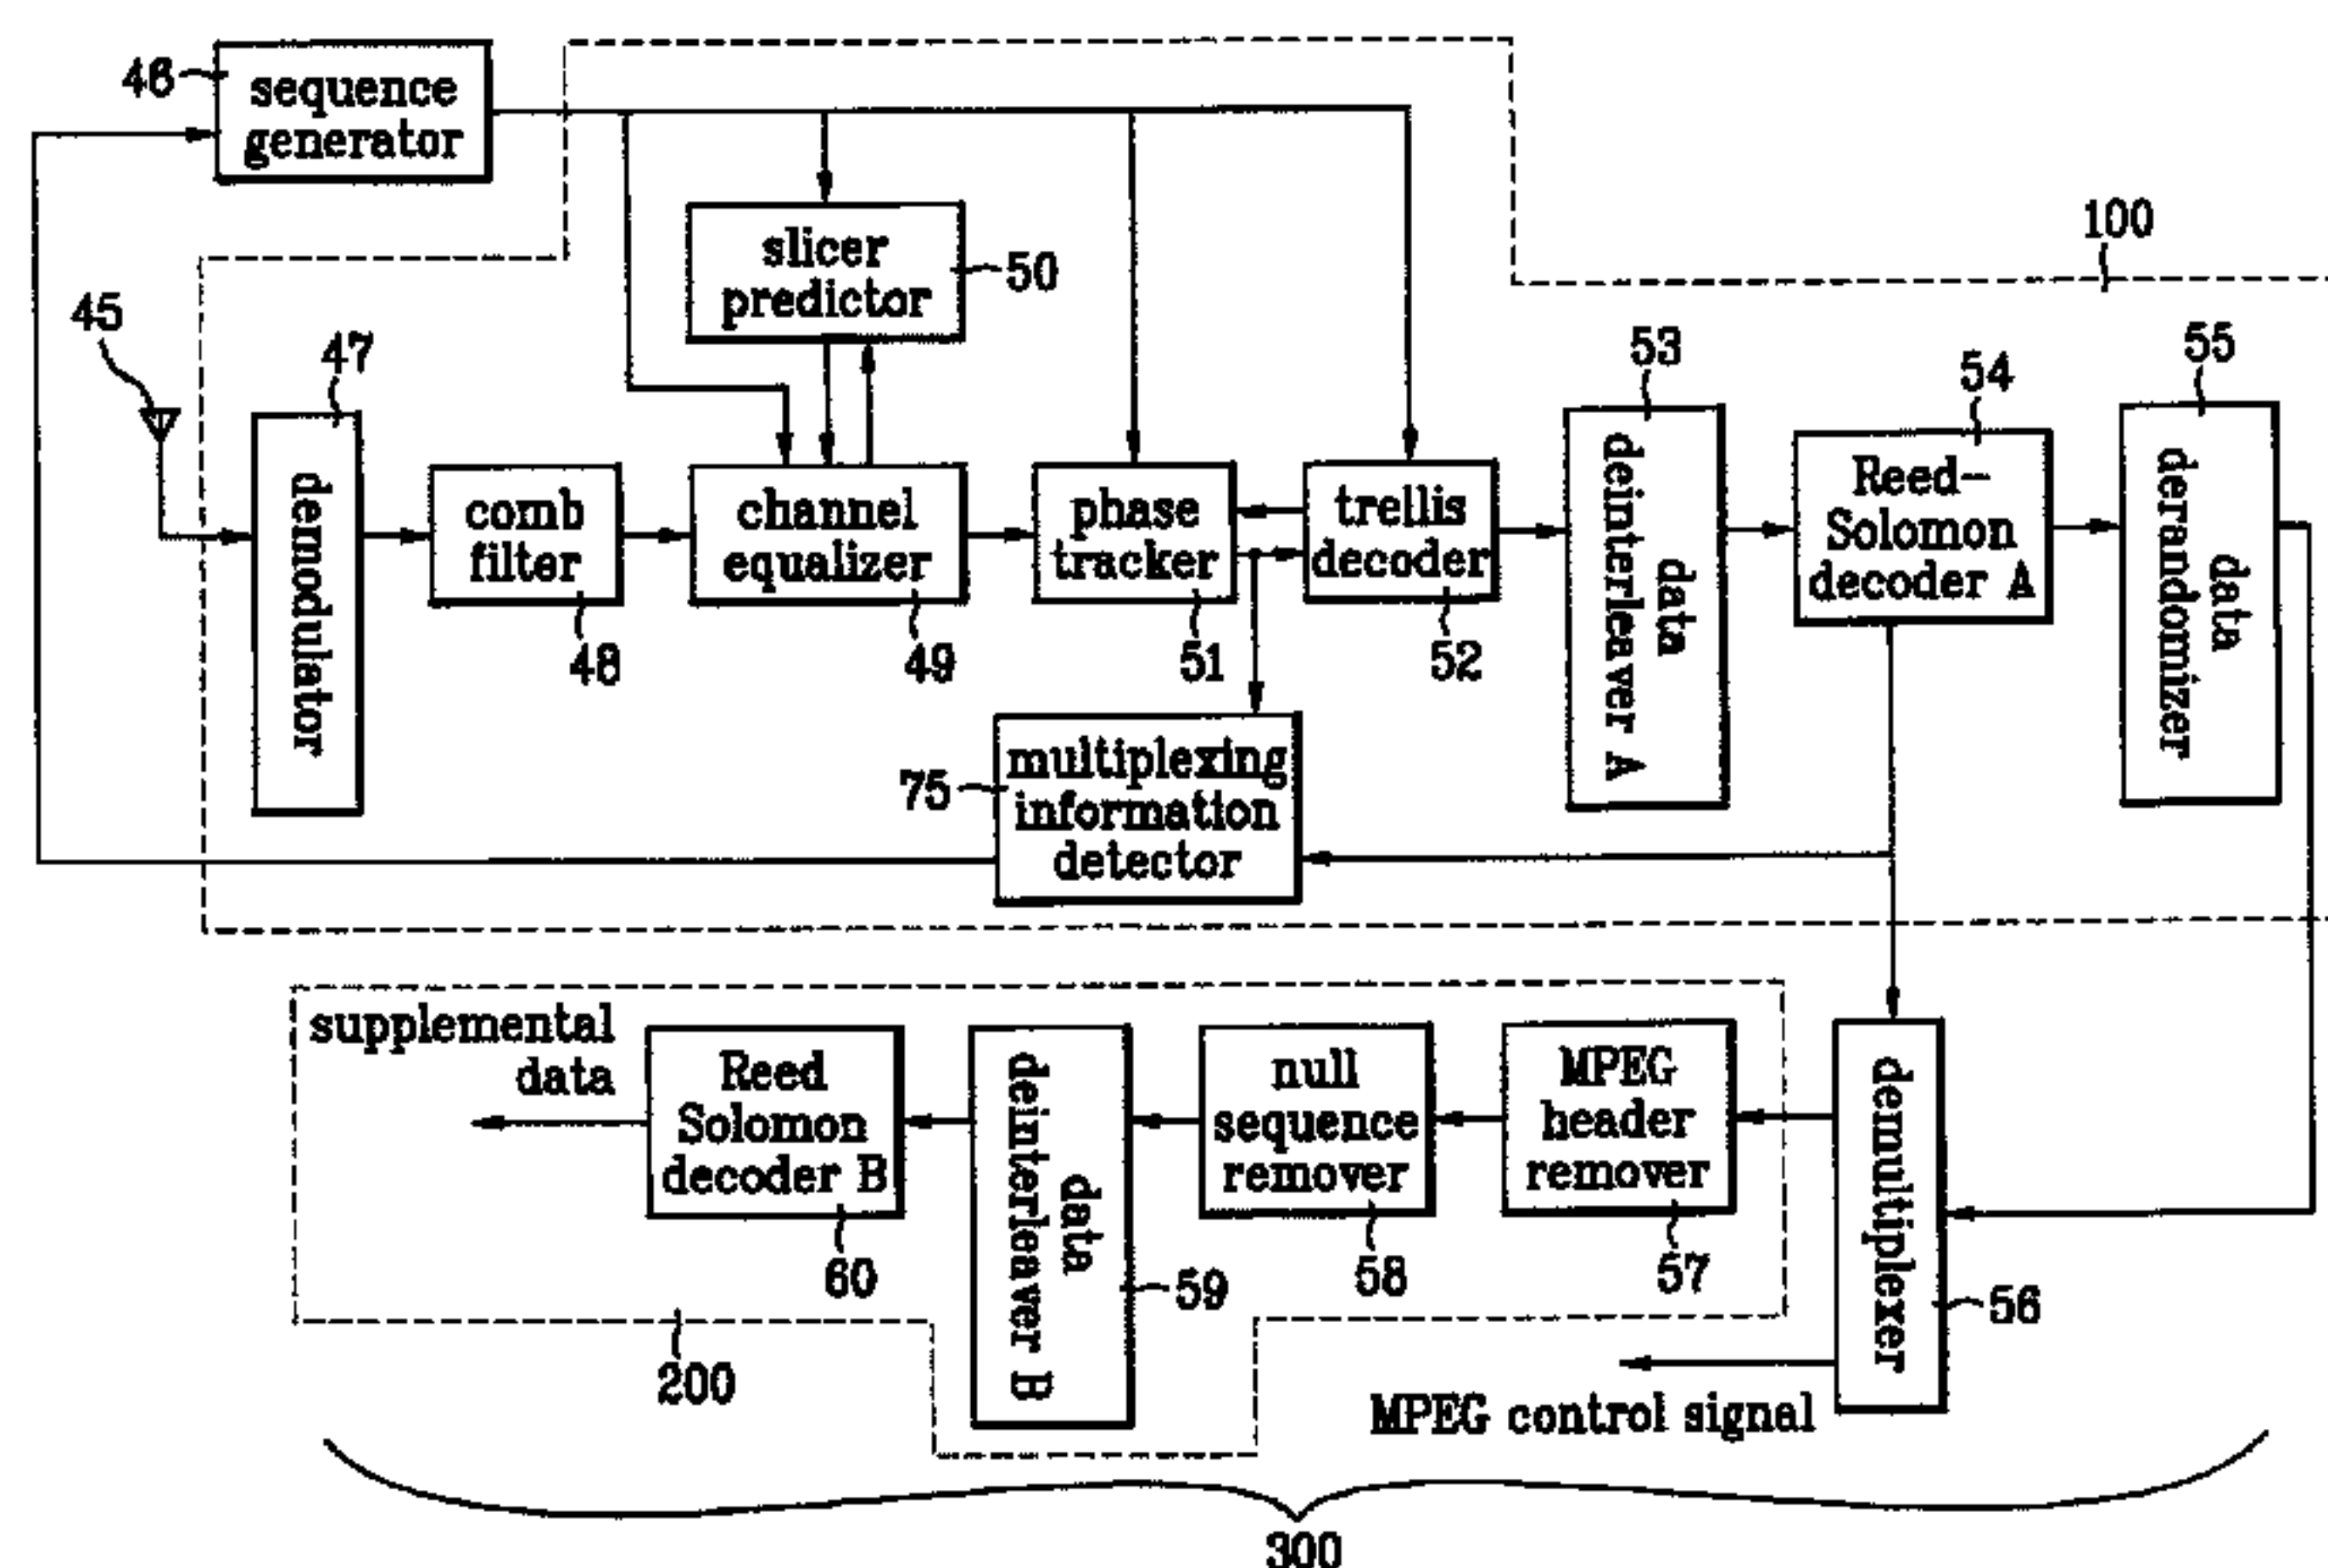 46
sequence
generator
100
slicer
predictor
50
45
47
53
54
55
demodulator
comb
filter
48
channel
equalizer
49
phase
tracker
51
trellis
decoder
52
data
deinterleaver A
Reed-
Solomon
decoder A
data
derandomizer
75
multiplexing
information
detector
supplemental
data
Reed
Solomon
decoder B
60
data
deinterleaver B
59
null
sequence
remover
58
MPEG
header
remover
57
demultiplexer
56
200
MPEG control signal
300